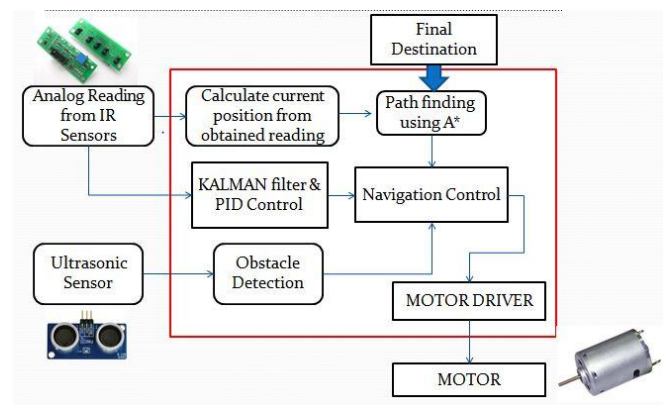 Final
Destination
Analog Reading
from IR
Sensors
Calculate current
position from
obtained reading
Path finding
using A*
KALMAN filter &
PID Control
Navigation Control
Ultrasonic
Sensor
Obstacle
Detection
MOTOR DRIVER
MOTOR